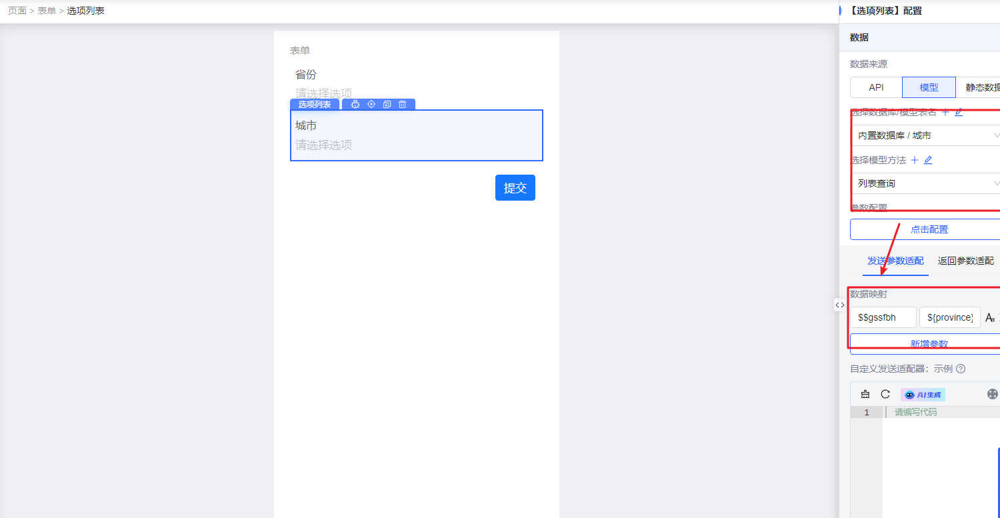 页面 > 表单 > 选项列表
表单
省份
请选择选项
选项列表
城市
请选择选项
提交
【选项列表】配置
数据
数据来源
API 模型 静态数据
选择数据库/模型表名
内置数据库 / 城市
选择模型方法
列表查询
参数配置
点击配置
发送参数适配 返回参数适配
数据映射
$$gssfbh ${province}
新增参数
自定义发送适配器：示例
AI生成
1 请编写代码